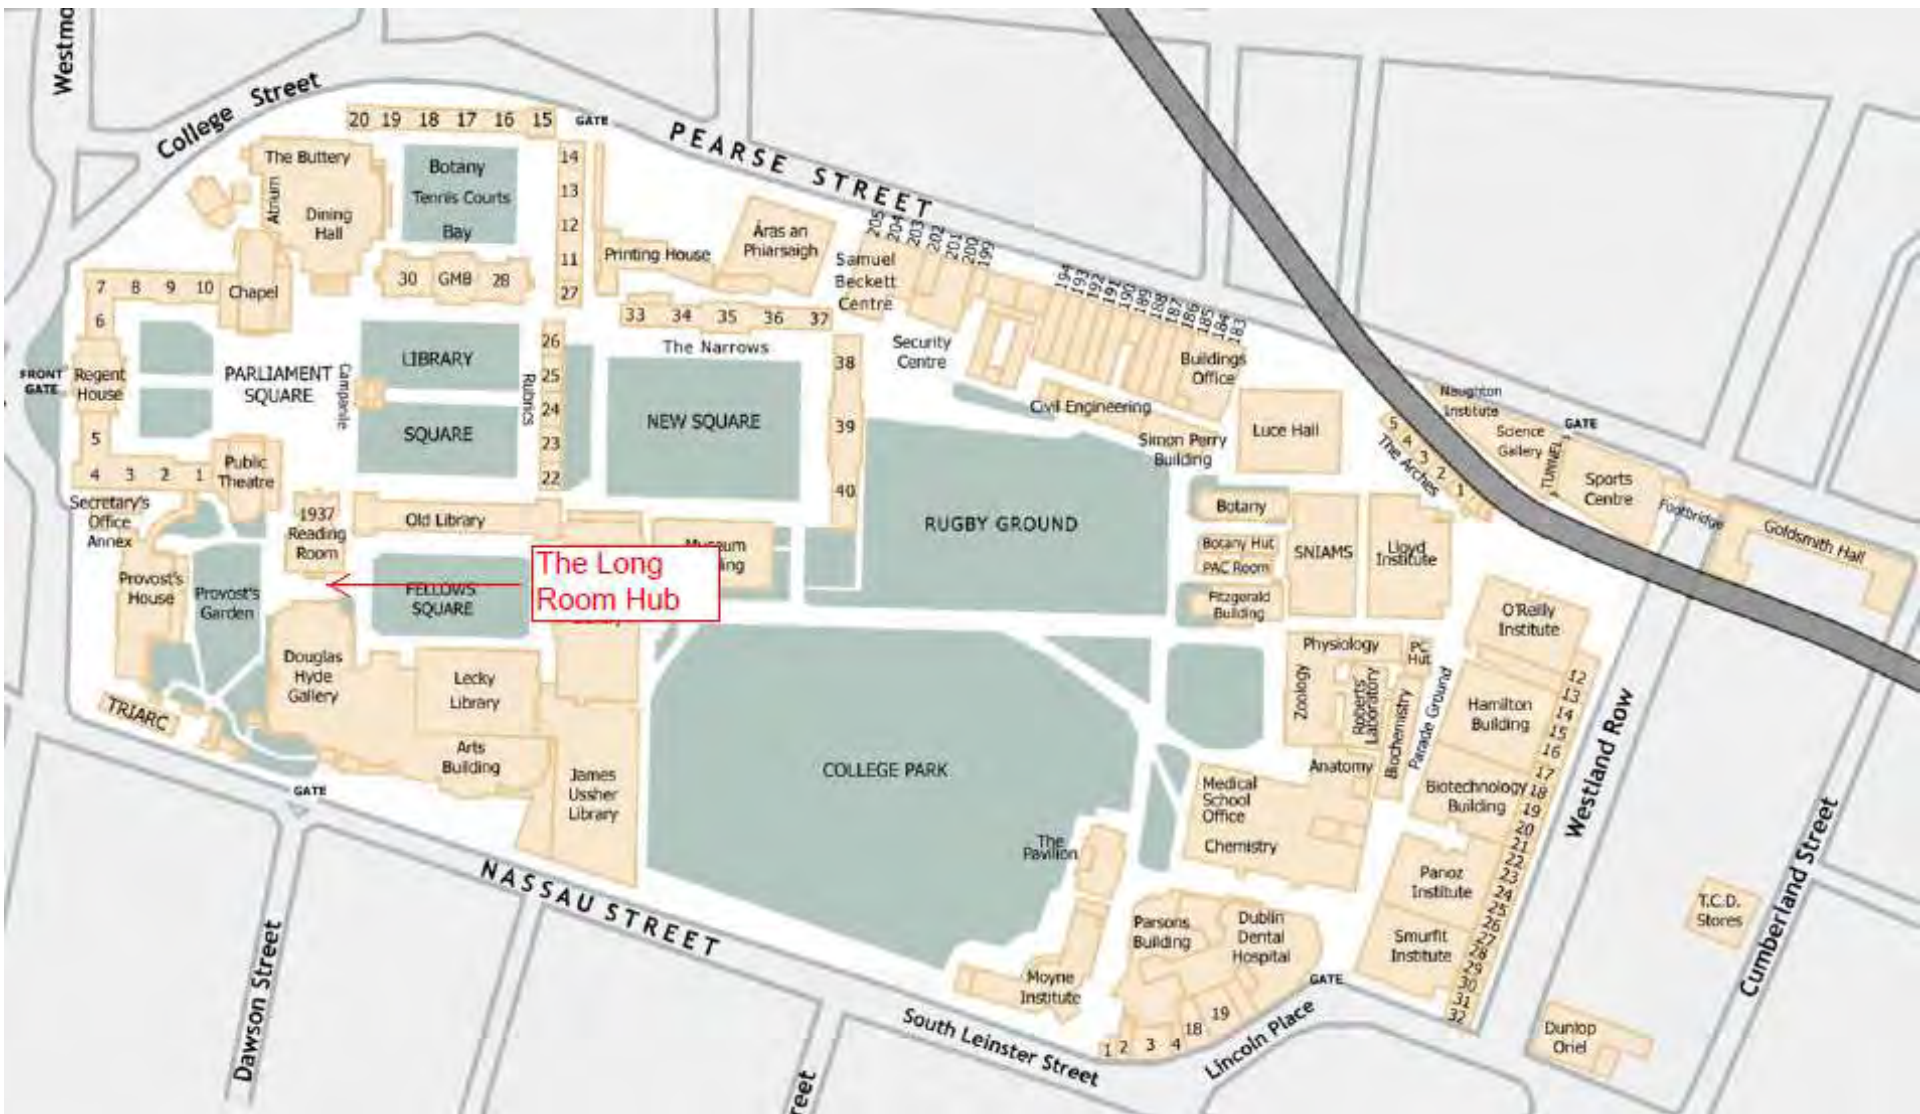 Westmo
College Street
20 19 18 17 16 15
GATE
PEARSE STREET
The Buttery
Atrium
Dining
Hall
Botany
Tennis Courts
Bay
14
13
12
11
27
Printing House
Áras an
Phiarsaigh
Samuel
Beckett
Centre
205
204
203
202
201
200
199
194
193
192
191
190
189
188
187
186
185
184
183
7 8 9 10
Chapel
30 GMB 28
6
33 34 35 36 37
The Narrows
Security
Centre
Buildings
Office
FRONT
GATE
Regent
House
PARLIAMENT
SQUARE
Campanile
LIBRARY
SQUARE
Rubrics
26
25
24
23
22
NEW SQUARE
38
39
40
Civil Engineering
Simon Perry
Building
Luce Hall
5 4 3 2 1
The Arches
Naughton
Institute
Science
Gallery
GATE
TUNNEL
Sports
Centre
Footbridge
Goldsmith Hall
5
4 3 2 1
Public
Theatre
Secretary's
Office
Annex
1937
Reading
Room
Old Library
Museum
RUGBY GROUND
Botany
Botany Hut
PAC Room
Fitzgerald
Building
SNIAMS
Lloyd
Institute
The Long
Room Hub
Provost's
House
Provost's
Garden
FELLOWS
SQUARE
O'Reilly
Institute
Douglas
Hyde
Gallery
Lecky
Library
Arts
Building
James
Ussher
Library
TRIARC
GATE
COLLEGE PARK
Physiology
PC
Hut
Zoology
Roberts
Laboratory
Biochemistry
Parade Ground
Anatomy
Hamilton
Building
12
13
14
15
16
17
18
19
20
21
22
23
24
25
26
27
28
29
30
31
32
Biotechnology
Building
Westland Row
Medical
School
Office
Chemistry
The
Pavilion
Panoz
Institute
Smurfit
Institute
T.C.D.
Stores
Cumberland Street
NASSAU STREET
Dawson Street
Parsons
Building
Dublin
Dental
Hospital
GATE
Moyne
Institute
1 2 3 4 18 19
Lincoln Place
South Leinster Street
Dunlop
Oriel
reet